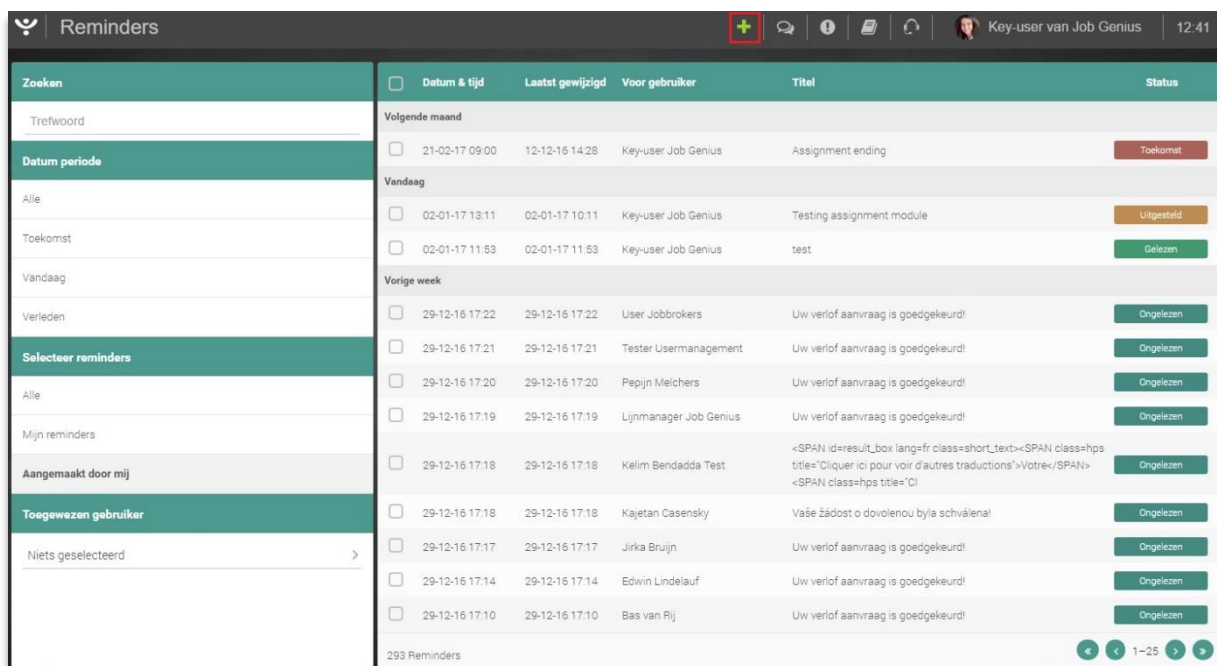 Reminders
Key-user van Job Genius
12:41
Zoeken
Trefwoord
Datum periode
Alle
Toekomst
Vandaag
Verleden
Selecteer reminders
Alle
Mijn reminders
Aangemaakt door mij
Toegewezen gebruiker
Niets geselecteerd
Datum & tijd Laatst gewijzigd Voor gebruiker Titel Status
Volgende maand
21-02-17 09:00 12-12-16 14:28 Key-user Job Genius Assignment ending Toekomst
Vandaag
02-01-17 13:11 02-01-17 10:11 Key-user Job Genius Testing assignment module Uitgesteld
02-01-17 11:53 02-01-17 11:53 Key-user Job Genius test Gelezen
Vorige week
29-12-16 17:22 29-12-16 17:22 User Jobbrokers Uw verlof aanvraag is goedgekeurd! Ongelezen
29-12-16 17:21 29-12-16 17:21 Tester Usermanagement Uw verlof aanvraag is goedgekeurd! Ongelezen
29-12-16 17:20 29-12-16 17:20 Pepijn Melchers Uw verlof aanvraag is goedgekeurd! Ongelezen
29-12-16 17:19 29-12-16 17:19 Lijnmanager Job Genius Uw verlof aanvraag is goedgekeurd! Ongelezen
<SPAN id=result_box lang=fr class=short_text><SPAN class=hps
29-12-16 17:18 29-12-16 17:18 Kelim Bendadda Test title="Cliquer ici pour voir d'autres traductions">Votre</SPAN> Ongelezen
<SPAN class=hps title="Cl
29-12-16 17:18 29-12-16 17:18 Kajetan Casensky Vaše žádost o dovolenou byla schválena! Ongelezen
29-12-16 17:17 29-12-16 17:17 Jirka Bruijn Uw verlof aanvraag is goedgekeurd! Ongelezen
29-12-16 17:14 29-12-16 17:14 Edwin Lindelauf Uw verlof aanvraag is goedgekeurd! Ongelezen
29-12-16 17:10 29-12-16 17:10 Bas van Rij Uw verlof aanvraag is goedgekeurd! Ongelezen
293 Reminders
1–25